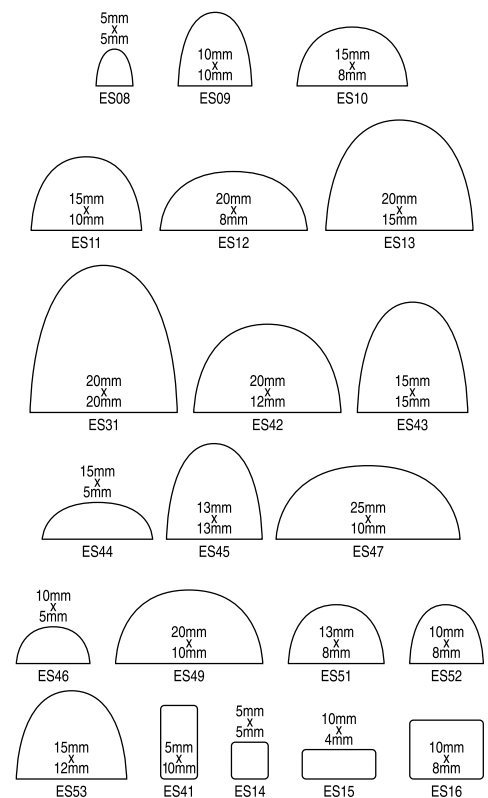 5mm
x
5mm
ES08
10mm
x
10mm
ES09
15mm
x
8mm
ES10
15mm
x
10mm
ES11
20mm
x
8mm
ES12
20mm
x
15mm
ES13
20mm
x
20mm
ES31
20mm
x
12mm
ES42
15mm
x
15mm
ES43
15mm
x
5mm
ES44
13mm
x
13mm
ES45
25mm
x
10mm
ES47
10mm
x
5mm
ES46
20mm
x
10mm
ES49
13mm
x
8mm
ES51
10mm
x
8mm
ES52
15mm
x
12mm
ES53
5mm
x
10mm
ES41
5mm
x
5mm
ES14
10mm
x
4mm
ES15
10mm
x
8mm
ES16